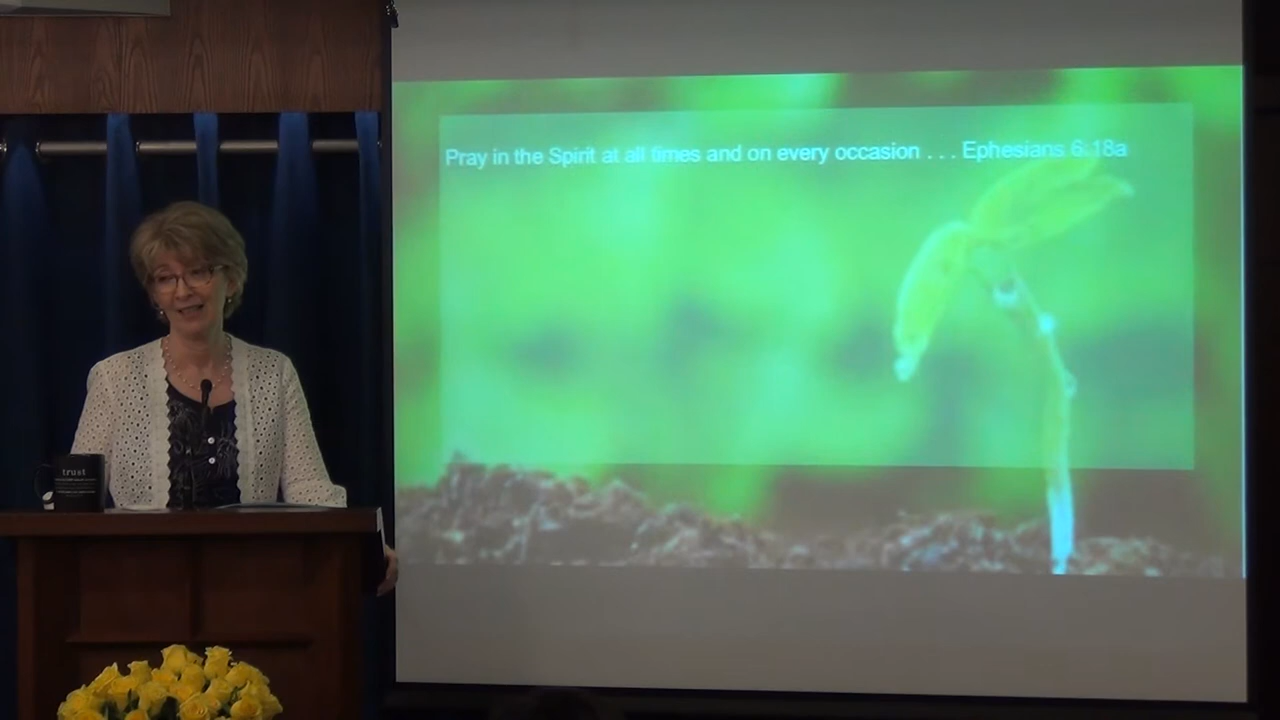 Pray in the Spirit at all times and on every occasion . . . Ephesians 6:18a
trust